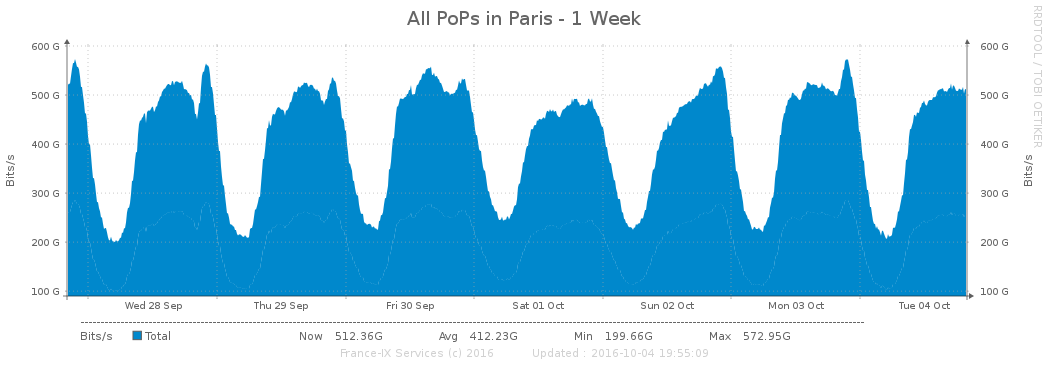 All PoPs in Paris - 1 Week
RRDTOOL / TOBI OETIKER
Bits/s
600 G
500 G
400 G
300 G
200 G
100 G
600 G
500 G
400 G
300 G
200 G
100 G
Bits/s
Wed 28 Sep Thu 29 Sep Fri 30 Sep Sat 01 Oct Sun 02 Oct Mon 03 Oct Tue 04 Oct
Bits/s Total Now 512.36G Avg 412.23G Min 199.66G Max 572.95G
France-IX Services (c) 2016 Updated : 2016-10-04 19:55:09